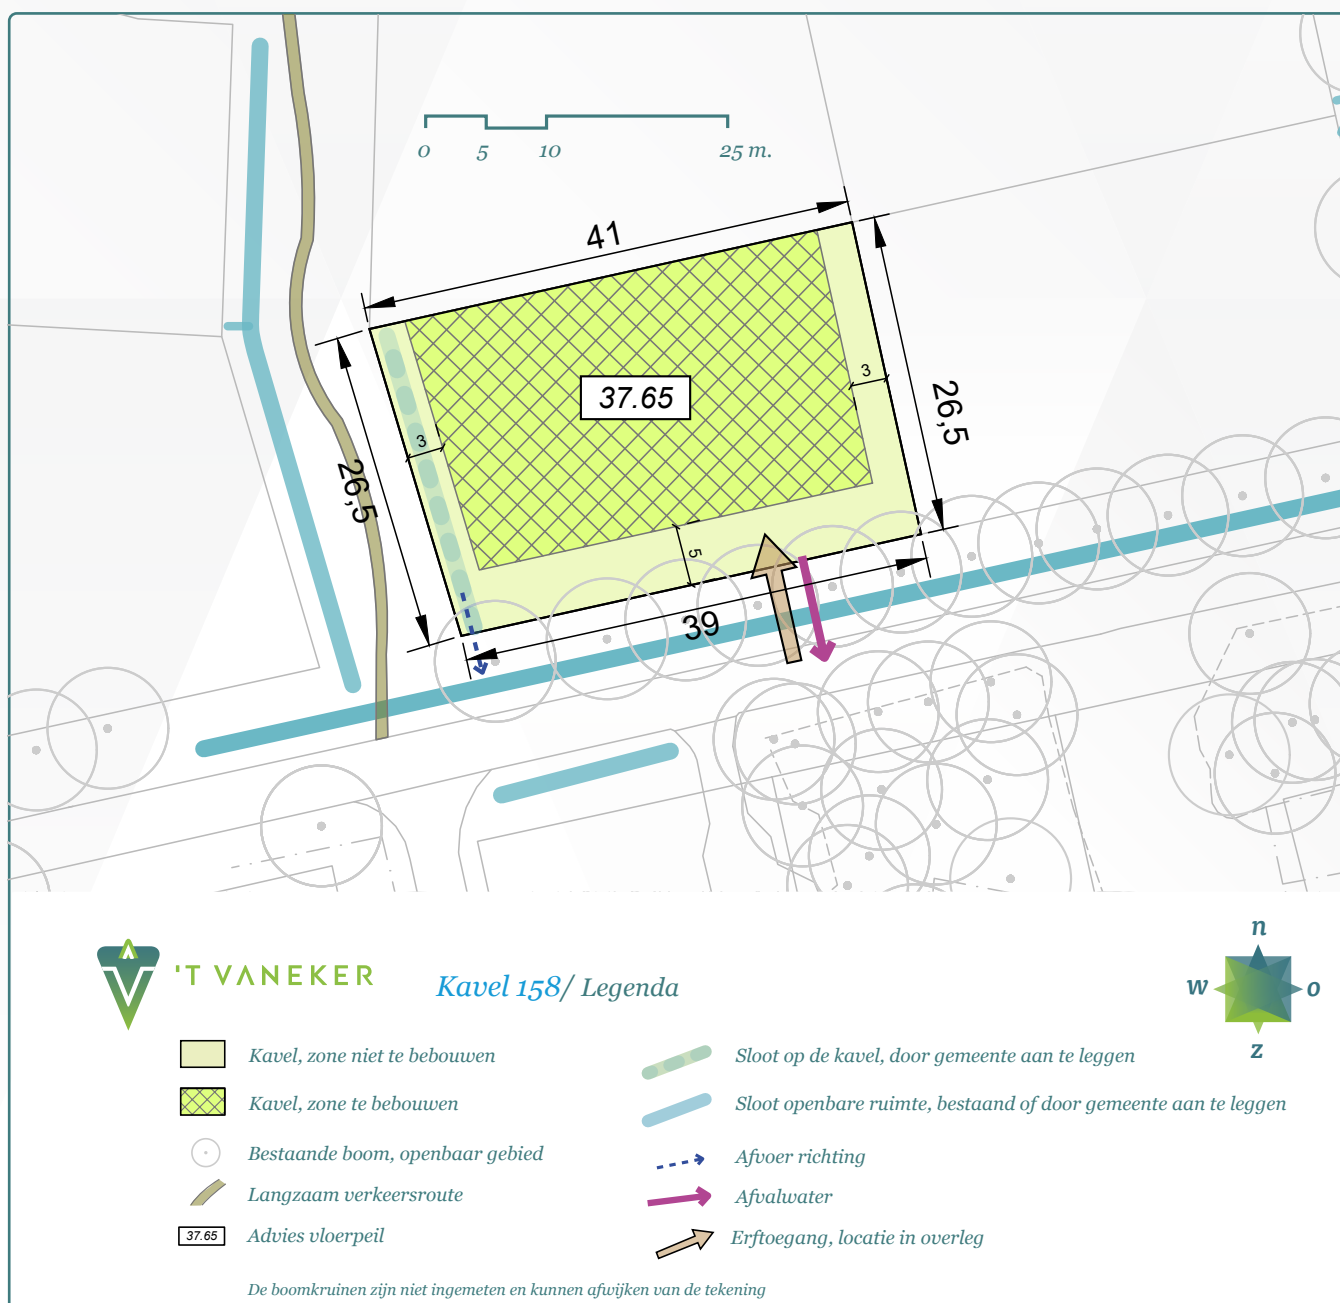 0 5 10 25 m.
41
37.65
3
26,5
3
26,5
5
39
'T VANEKER
Kavel 158/ Legenda
n
w o
z
Kavel, zone niet te bebouwen
Kavel, zone te bebouwen
Bestaande boom, openbaar gebied
Langzaam verkeersroute
37.65 Advies vloerpeil
Sloot op de kavel, door gemeente aan te leggen
Sloot openbare ruimte, bestaand of door gemeente aan te leggen
Afvoer richting
Afvalwater
Erftoegang, locatie in overleg
De boomkruinen zijn niet ingemeten en kunnen afwijken van de tekening